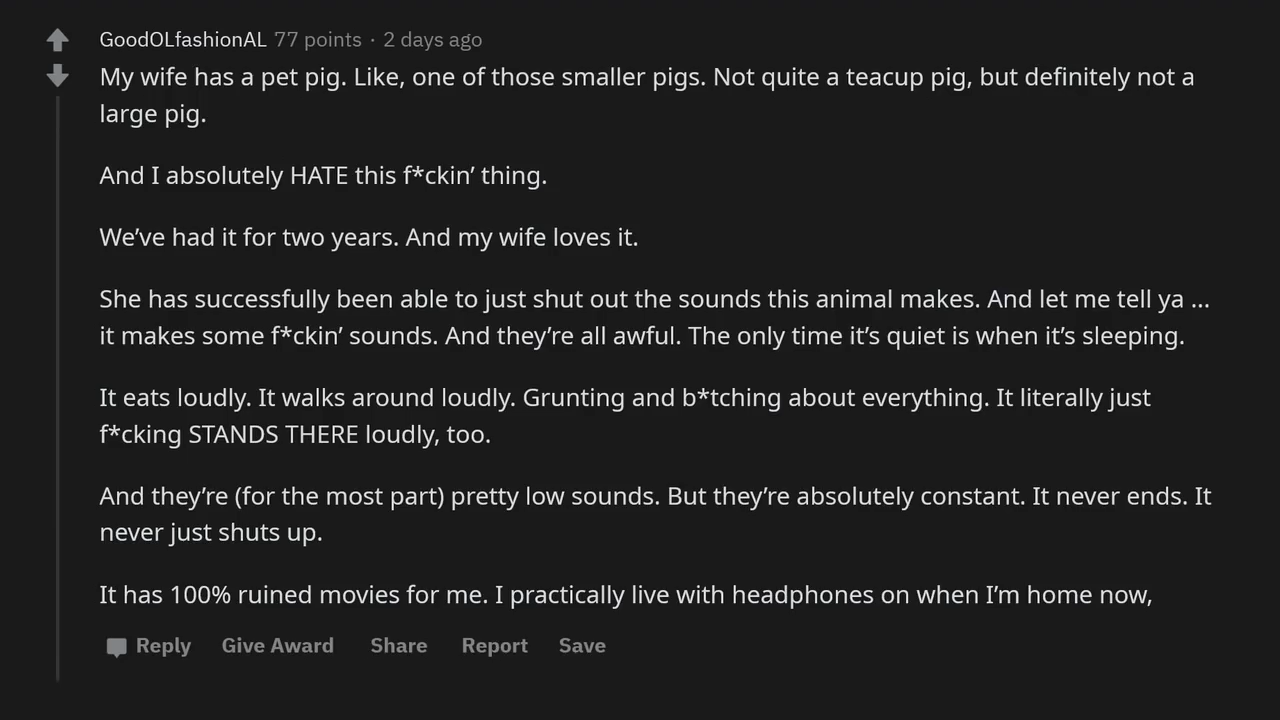 GoodOLfashionAL 77 points · 2 days ago
My wife has a pet pig. Like, one of those smaller pigs. Not quite a teacup pig, but definitely not a
large pig.
And I absolutely HATE this f*ckin’ thing.
We’ve had it for two years. And my wife loves it.
She has successfully been able to just shut out the sounds this animal makes. And let me tell ya ...
it makes some f*ckin’ sounds. And they’re all awful. The only time it’s quiet is when it’s sleeping.
It eats loudly. It walks around loudly. Grunting and b*tching about everything. It literally just
f*cking STANDS THERE loudly, too.
And they’re (for the most part) pretty low sounds. But they’re absolutely constant. It never ends. It
never just shuts up.
It has 100% ruined movies for me. I practically live with headphones on when I’m home now,
Reply Give Award Share Report Save